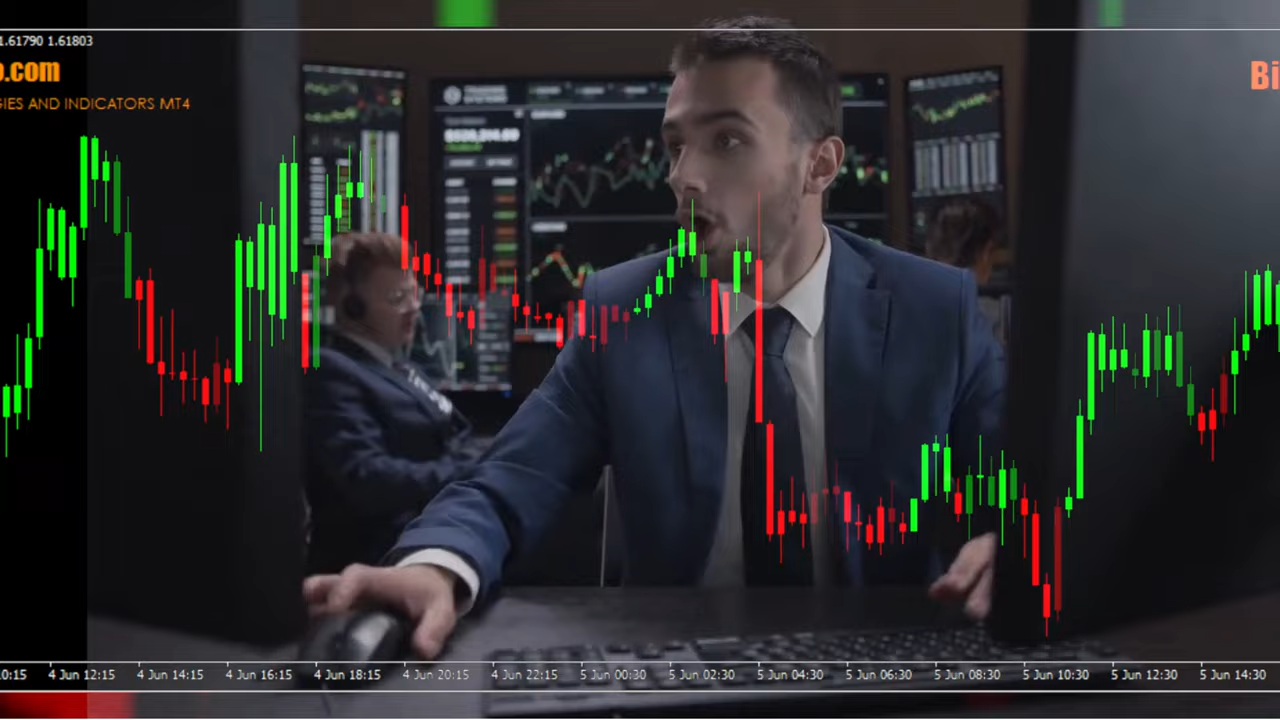 1.61790 1.61803
o.com
GIES AND INDICATORS MT4
Bi
0:15 4 Jun 12:15 4 Jun 14:15 4 Jun 16:15 4 Jun 18:15 4 Jun 20:15 4 Jun 22:15 5 Jun 00:30 5 Jun 02:30 5 Jun 04:30 5 Jun 06:30 5 Jun 08:30 5 Jun 10:30 5 Jun 12:30 5 Jun 14:30